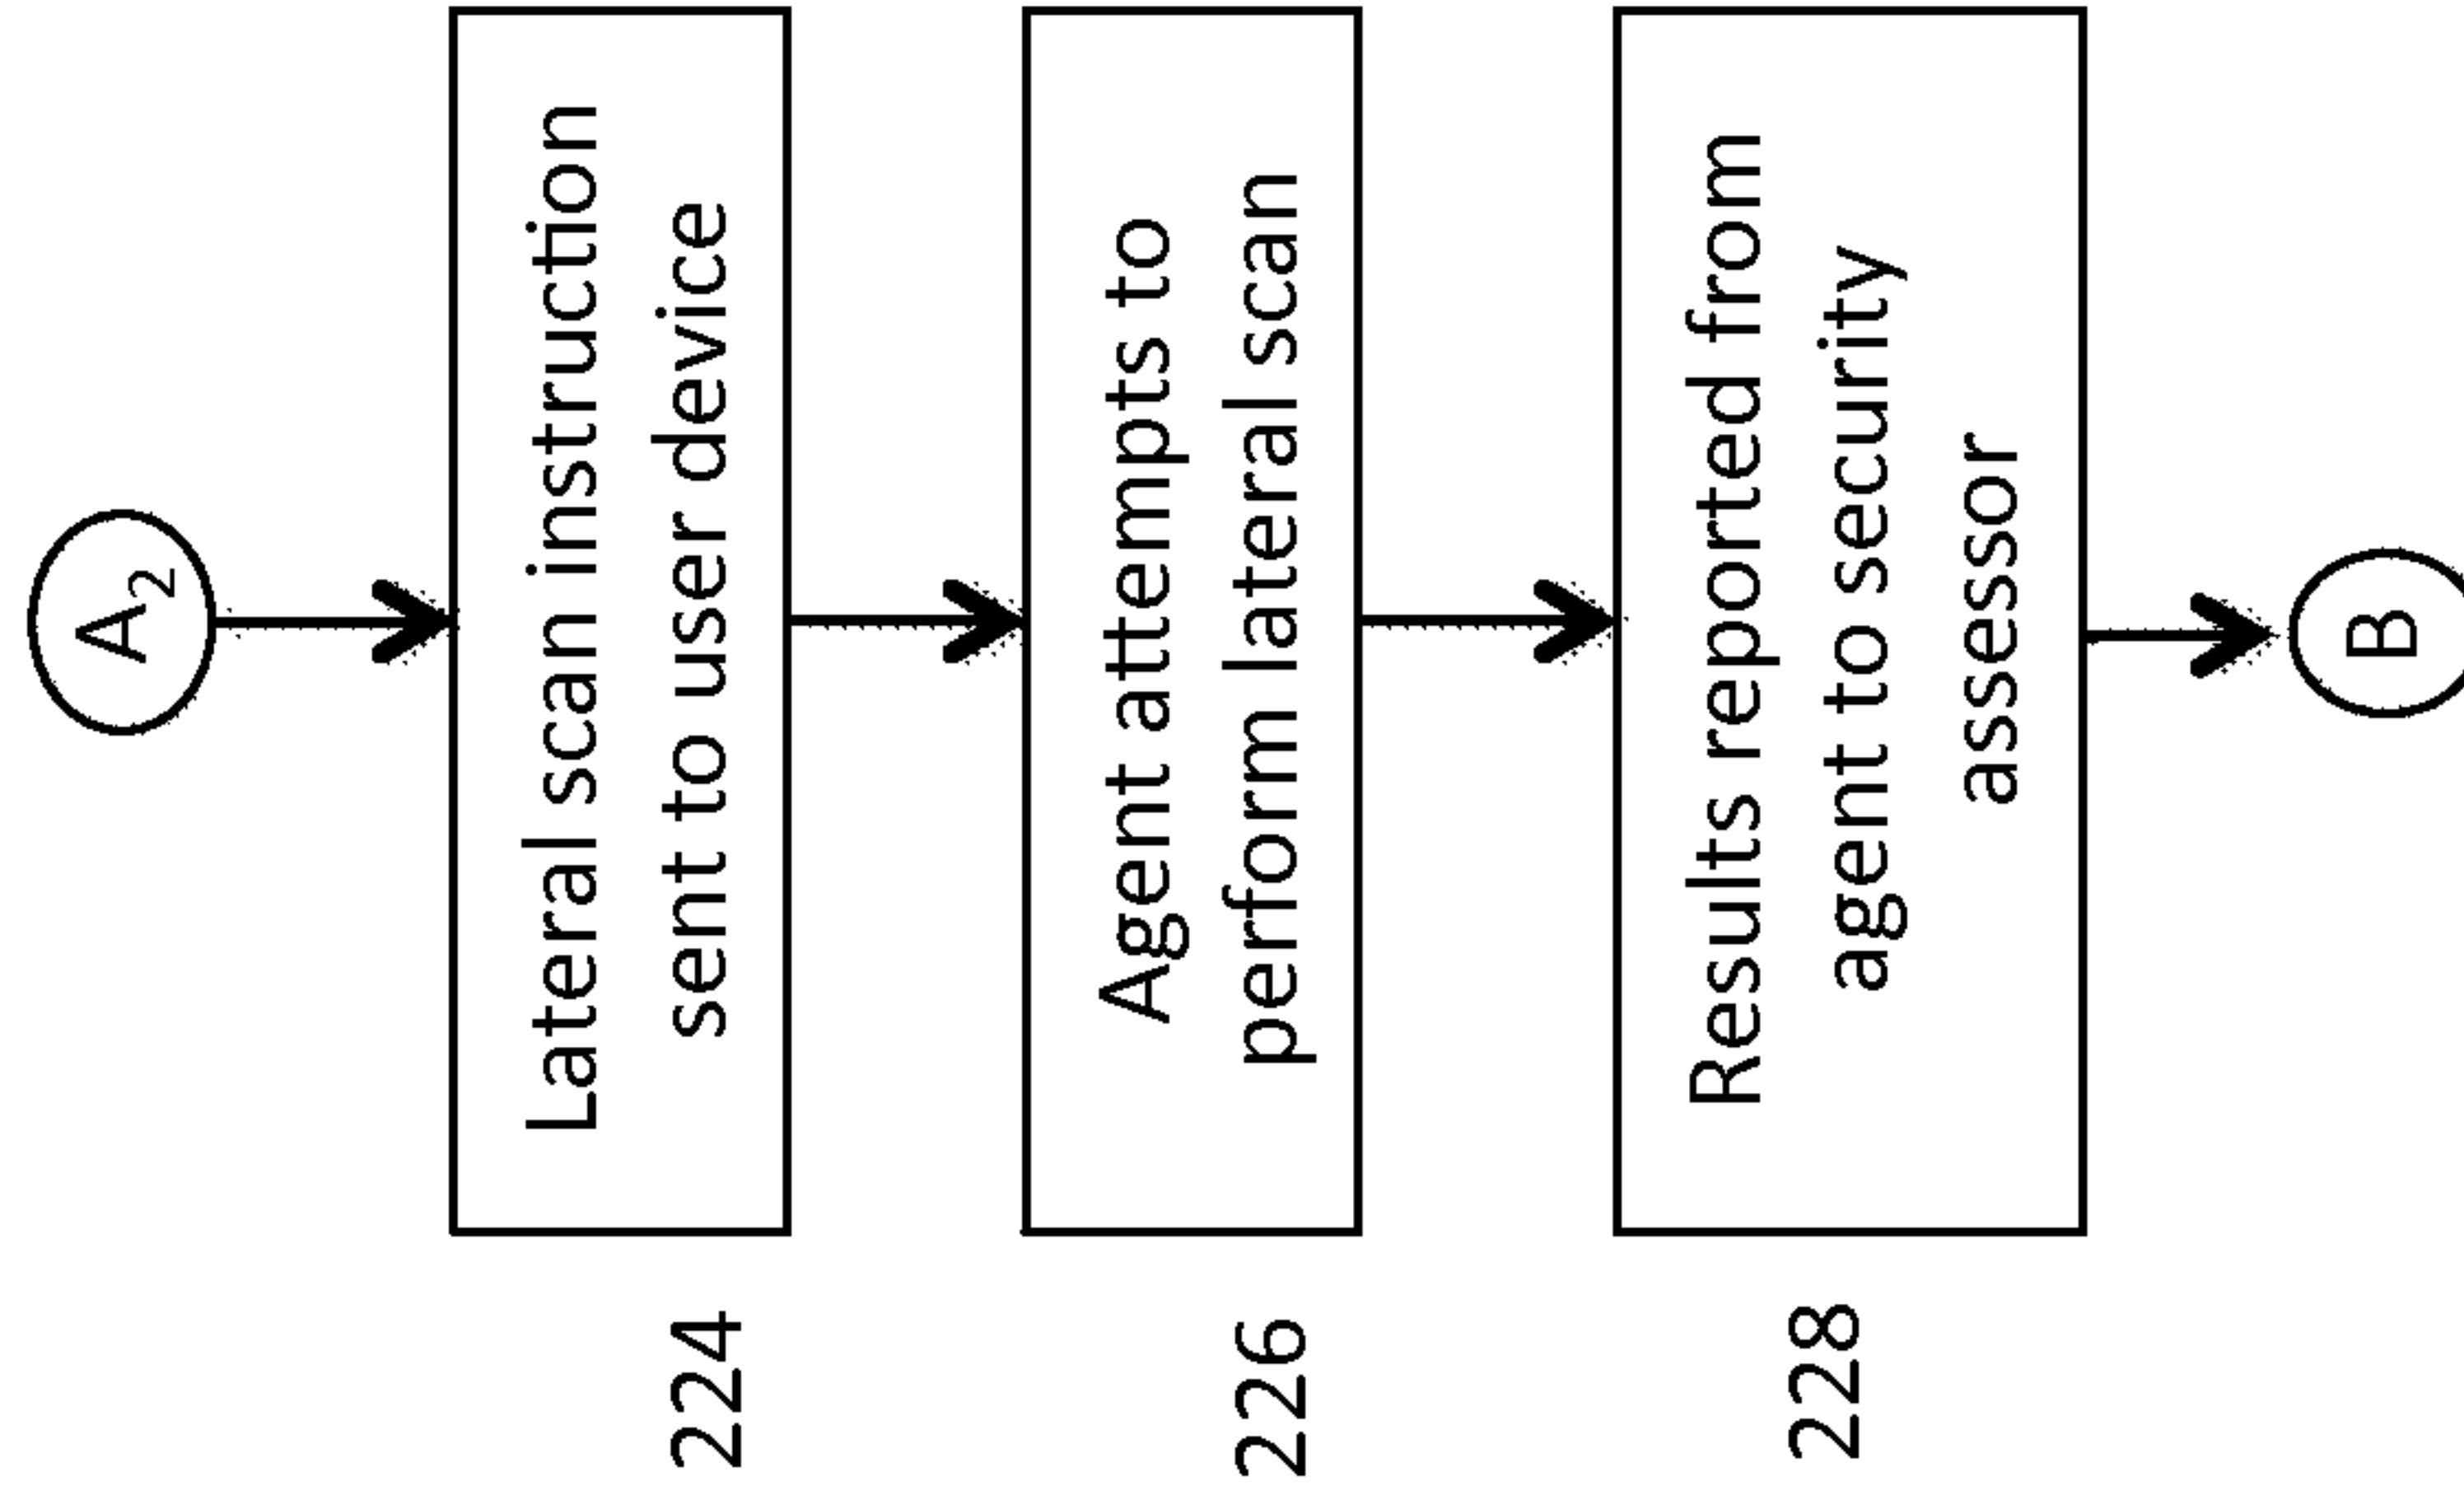 A2
224
Lateral scan instruction
sent to user device
226
Agent attempts to
perform lateral scan
228
Results reported from
agent to security
assessor
B